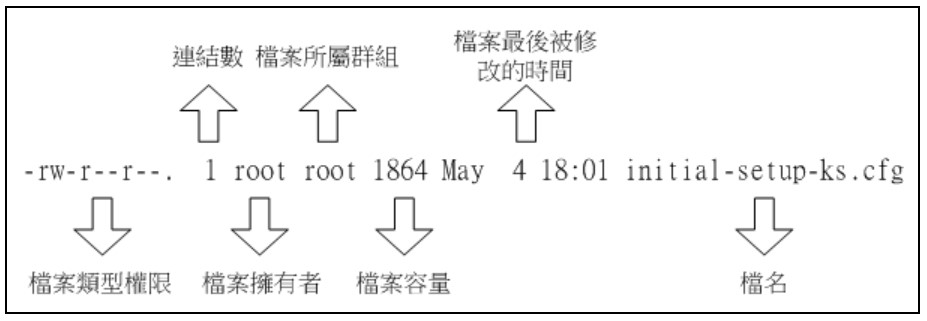 連結數 檔案所屬群組 檔案最後被修
改的時間
-rw-r--r--. 1 root root 1864 May 4 18:01 initial-setup-ks.cfg
檔案類型權限 檔案擁有者 檔案容量 檔名